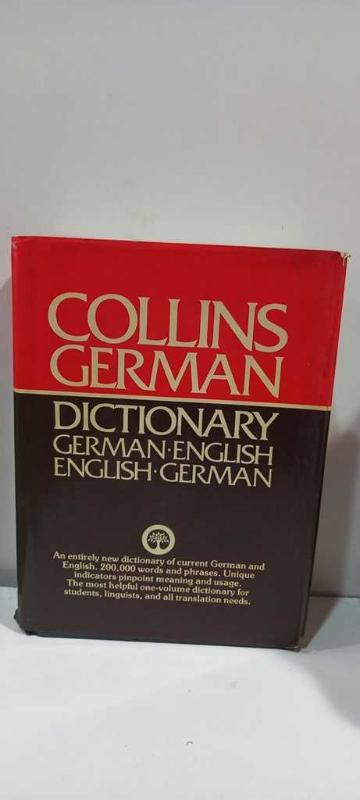 COLLINS
GERMAN
DICTIONARY
GERMAN·ENGLISH
ENGLISH·GERMAN
An entirely new dictionary of current German and
English. 200,000 words and phrases. Unique
indicators pinpoint meaning and usage.
The most helpful one-volume dictionary for
students, linguists, and all translation needs.